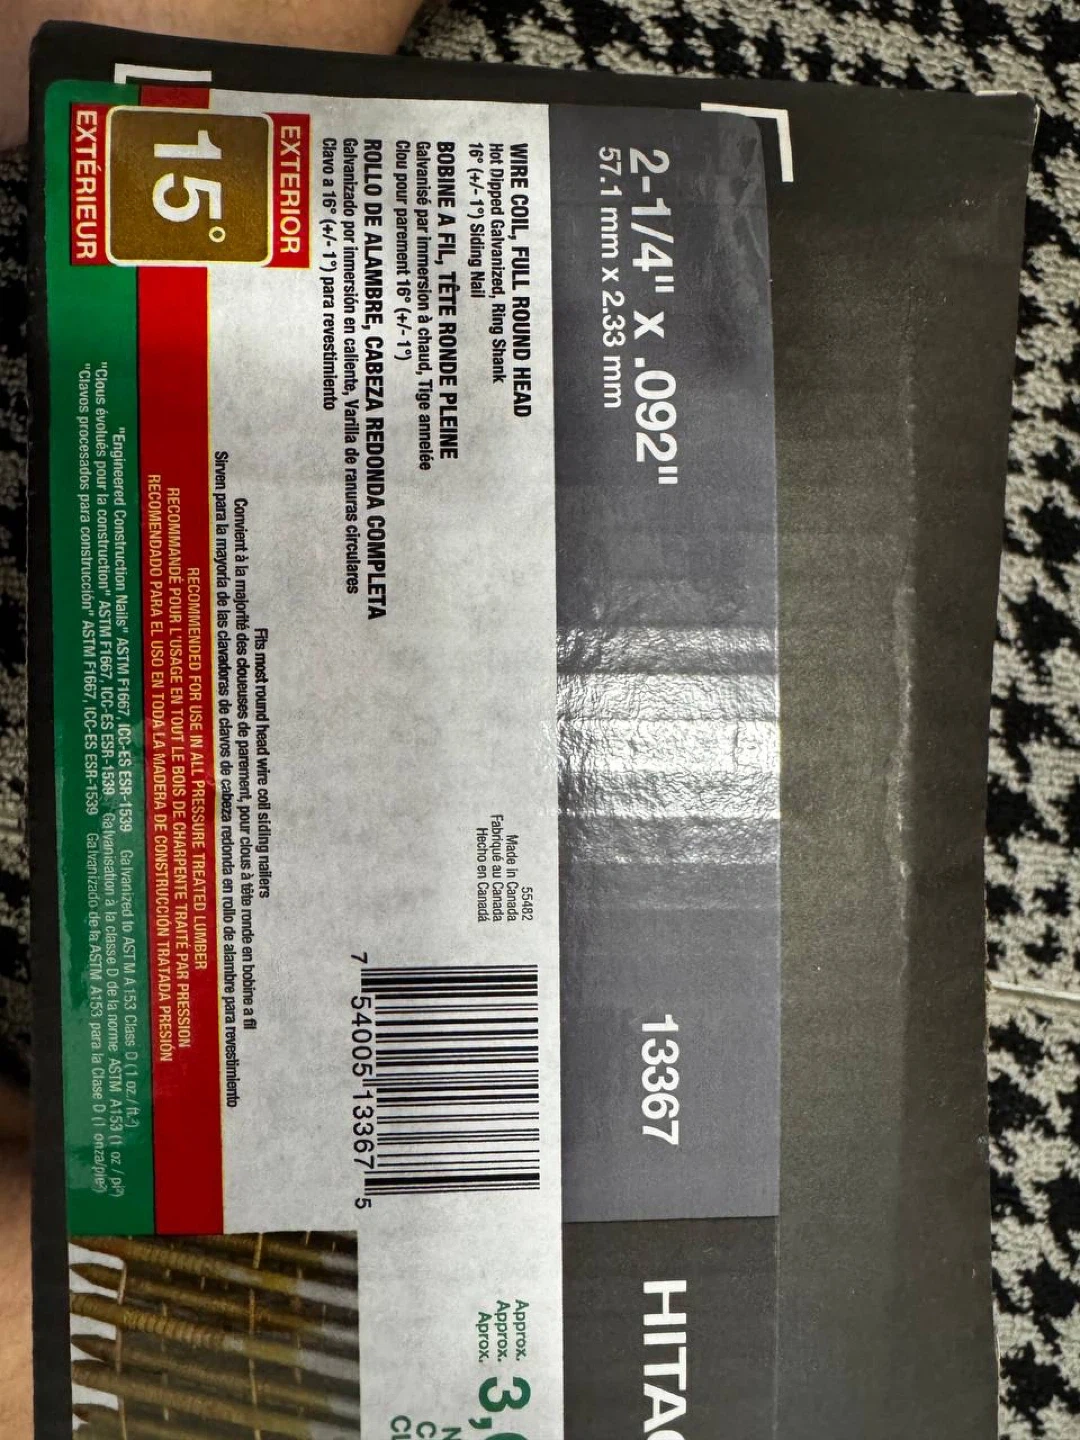 2-1/4" x .092"
57.1 mm x 2.33 mm
13367
WIRE COIL, FULL ROUND HEAD
Hot Dipped Galvanized, Ring Shank
16° (+/- 1°) Siding Nail
BOBINE A FIL, TÊTE RONDE PLEINE
Galvanisé par immersion à chaud, Tige annelée
Clou pour parement 16° (+/- 1°)
ROLLO DE ALAMBRE, CABEZA REDONDA COMPLETA
Galvanizado por inmersión en caliente, Varilla de ranuras circulares
Clavo a 16° (+/- 1°) para revestimiento
55482
Made in Canada
Fabriqué au Canada
Hecho en Canadá
7 54005 13367 5
EXTERIOR
15°
EXTÉRIEUR
Fits most round head wire coil siding nailers
Convient à la majorité des cloueuses de parement, pour clous à tête ronde en bobine a fil
Sirven para la mayoría de las clavadoras de clavos de cabeza redonda en rollo de alambre para revestimiento
RECOMMENDED FOR USE IN ALL PRESSURE TREATED LUMBER
RECOMMANDÉ POUR L'USAGE EN TOUT LE BOIS DE CHARPENTE TRAITÉ PAR PRESSION
RECOMENDADO PARA EL USO EN TODA LA MADERA DE CONSTRUCCIÓN TRATADA PRESIÓN
"Engineered Construction Nails" ASTM F1667, ICC-ES ESR-1539 Galvanized to ASTM A153 Class D (1 oz./ ft.²)
"Clous évolués pour la construction" ASTM F1667, ICC-ES ESR-1539 Galvanisation à la classe D de la norme ASTM A153 (1 oz / pi²)
"Clavos procesados para construcción" ASTM F1667, ICC-ES ESR-1539 Galvanizado de la ASTM A153 para la Clase D (1 onza/pie²)
HITAC
Approx.
Approx.
Aprox.
3,